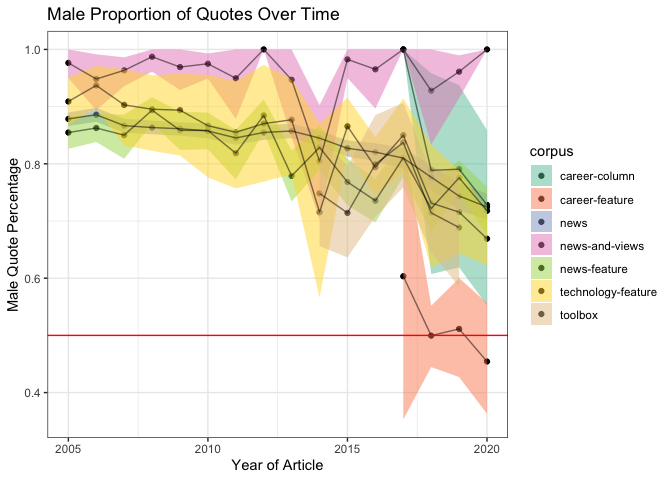 Male Proportion of Quotes Over Time
Male Quote Percentage
1.0
0.8
0.6
0.4
2005
2010
2015
2020
Year of Article
corpus
career-column
career-feature
news
news-and-views
news-feature
technology-feature
toolbox